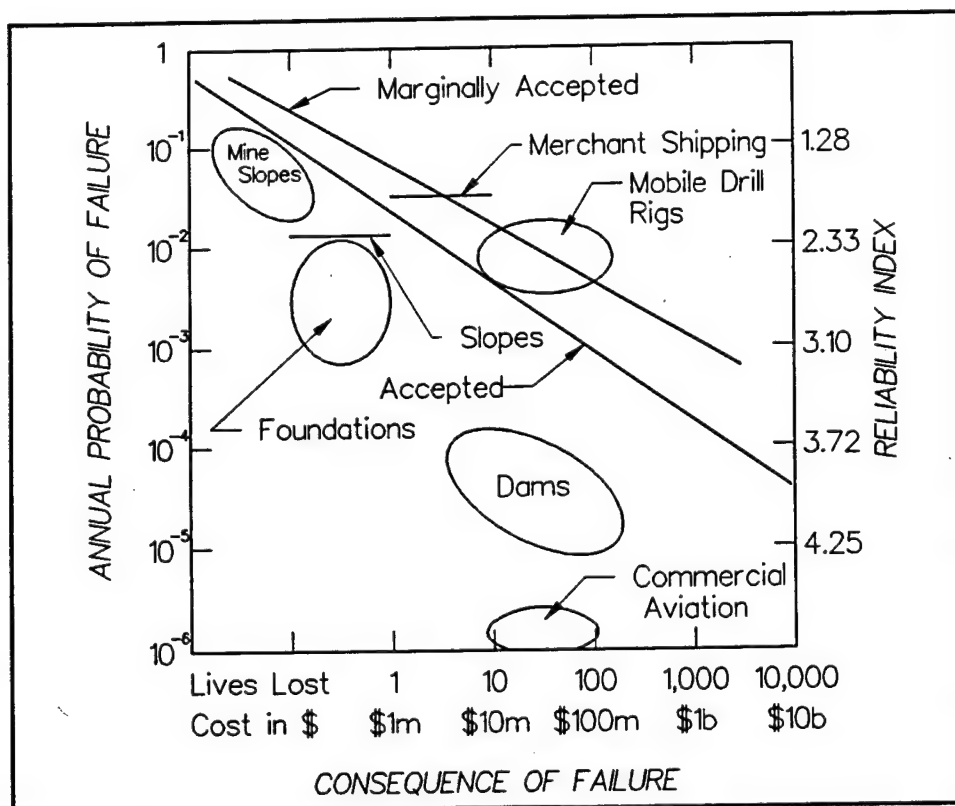 ANNUAL PROBABILITY OF FAILURE
1
10⁻¹
10⁻²
10⁻³
10⁻⁴
10⁻⁵
10⁻⁶
Marginally Accepted
Mine
Slopes
Merchant Shipping
Mobile Drill
Rigs
Slopes
Accepted
Foundations
Dams
Commercial
Aviation
1.28
2.33
3.10
3.72
4.25
RELIABILITY INDEX
Lives Lost 1 10 100 1,000 10,000
Cost in $ $1m $10m $100m $1b $10b
CONSEQUENCE OF FAILURE